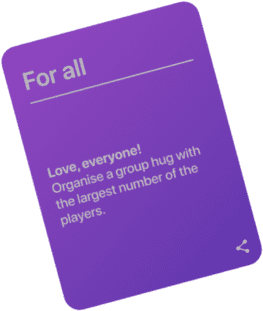 For all
Love, everyone!
Organise a group hug with
the largest number of the
players.